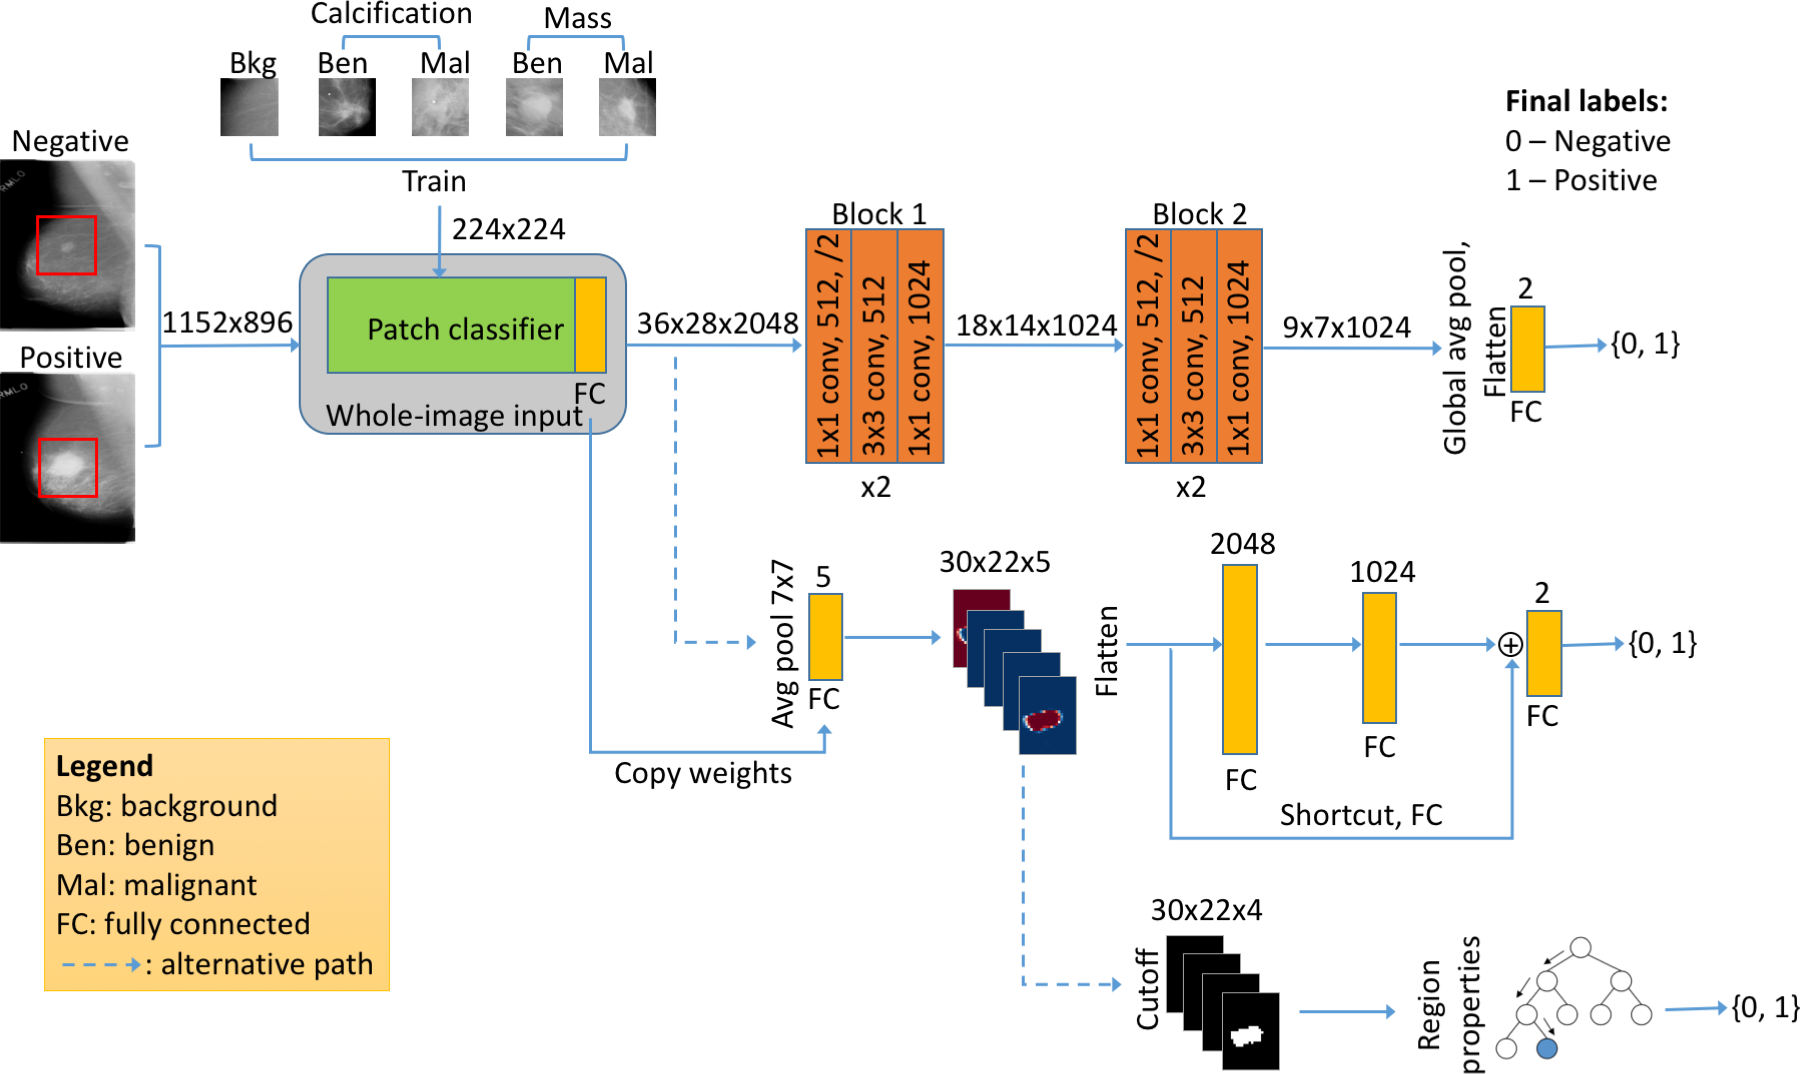 Calcification
Mass
Bkg
Ben
Mal
Ben
Mal
Negative
RMLO
Positive
RMLO
Train
224x224
1152x896
Patch classifier
FC
Whole-image input
36x28x2048
Block 1
1x1 conv, 512, /2
3x3 conv, 512
1x1 conv, 1024
x2
18x14x1024
Block 2
1x1 conv, 512, /2
3x3 conv, 512
1x1 conv, 1024
x2
9x7x1024
Global avg pool,
Flatten
2
FC
{0, 1}
Final labels:
0 – Negative
1 – Positive
Copy weights
Avg pool 7x7
5
FC
30x22x5
Flatten
2048
FC
1024
FC
2
FC
{0, 1}
Shortcut, FC
30x22x4
Cutoff
Region
properties
{0, 1}
Legend
Bkg: background
Ben: benign
Mal: malignant
FC: fully connected
: alternative path